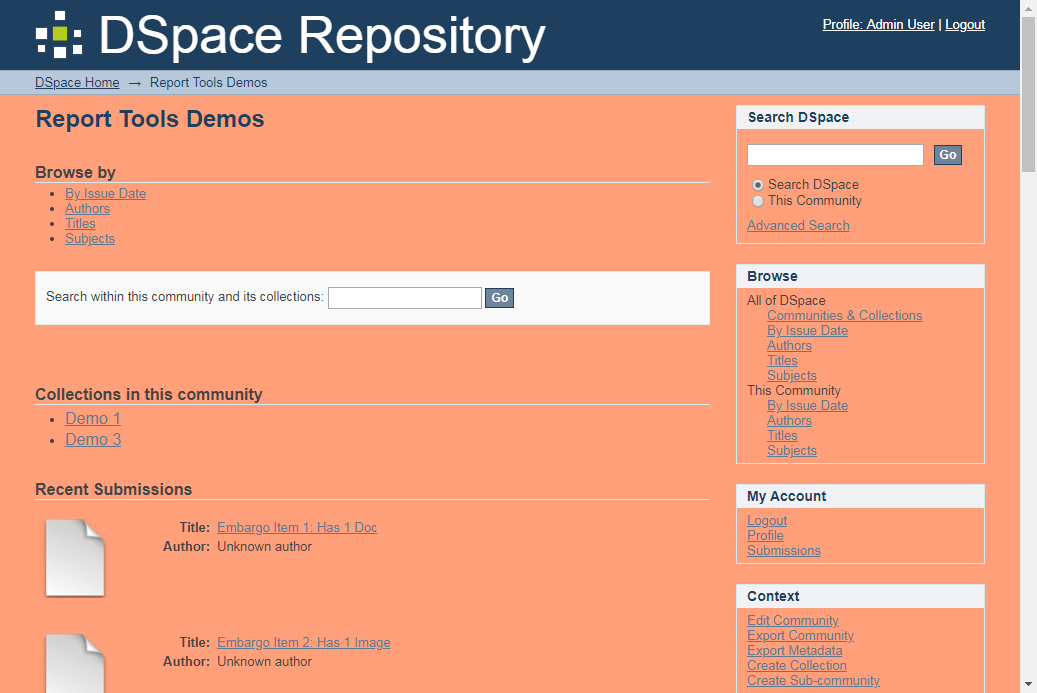 DSpace Repository
Profile: Admin User | Logout
DSpace Home → Report Tools Demos
Report Tools Demos
Browse by
By Issue Date
Authors
Titles
Subjects
Search within this community and its collections: Go
Collections in this community
Demo 1
Demo 3
Recent Submissions
Title: Embargo Item 1: Has 1 Doc
Author: Unknown author
Title: Embargo Item 2: Has 1 Image
Author: Unknown author
Search DSpace
Go
Search DSpace
This Community
Advanced Search
Browse
All of DSpace
Communities & Collections
By Issue Date
Authors
Titles
Subjects
This Community
By Issue Date
Authors
Titles
Subjects
My Account
Logout
Profile
Submissions
Context
Edit Community
Export Community
Export Metadata
Create Collection
Create Sub-community